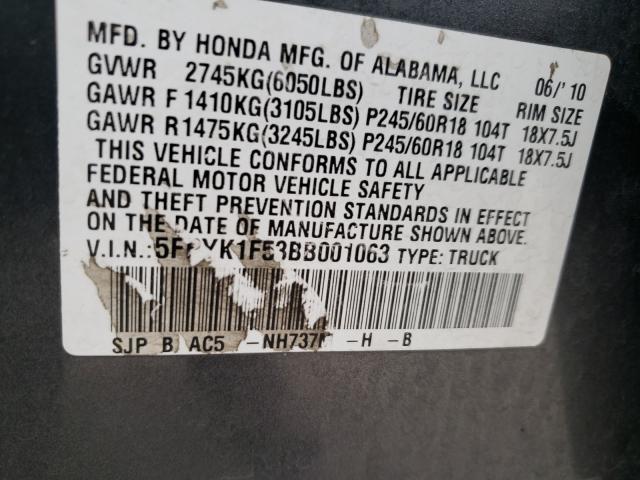 MFD. BY HONDA MFG. OF ALABAMA, LLC 06/'10
GVWR 2745KG(6050LBS) TIRE SIZE RIM SIZE
GAWR F 1410KG(3105LBS) P245/60R18 104T 18X7.5J
GAWR R 1475KG(3245LBS) P245/60R18 104T 18X7.5J
THIS VEHICLE CONFORMS TO ALL APPLICABLE
FEDERAL MOTOR VEHICLE SAFETY
AND THEFT PREVENTION STANDARDS IN EFFECT
ON THE DATE OF MANUFACTURE SHOWN ABOVE.
V.I.N.: TYPE: TRUCK
SJP B AC5 -H -B